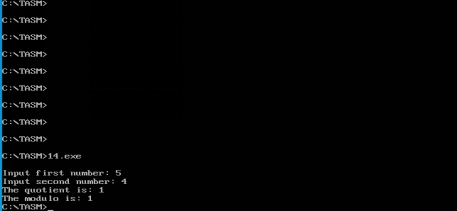 C:\TASM>
C:\TASM>
C:\TASM>
C:\TASM>
C:\TASM>
C:\TASM>
C:\TASM>
C:\TASM>
C:\TASM>
C:\TASM>14.exe
Input first number: 5
Input second number: 4
The quotient is: 1
The modulo is: 1
C:\TASM>_